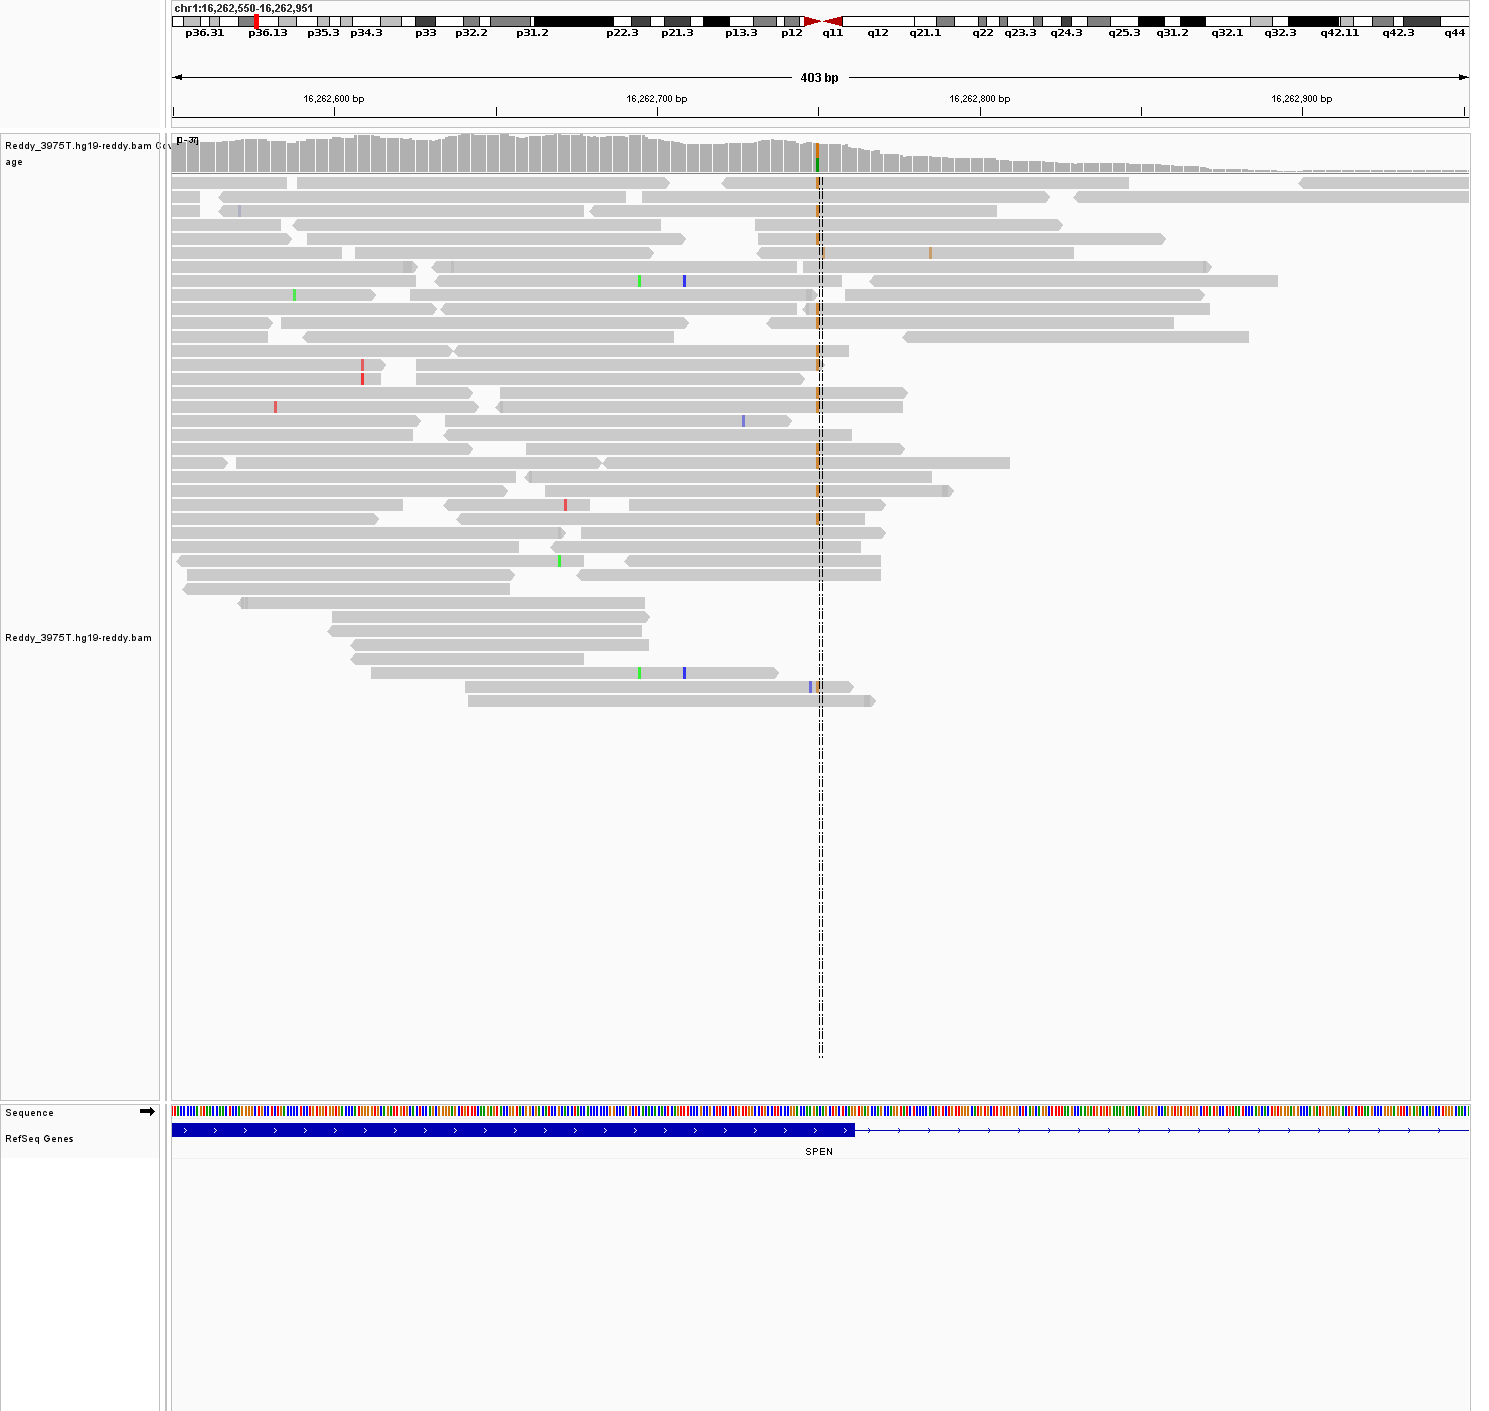 chr1:16,262,550-16,262,951
p36.31 p36.13 p35.3 p34.3 p33 p32.2 p31.2 p22.3 p21.3 p13.3 p12 q11 q12 q21.1 q22 q23.3 q24.3 q25.3 q31.2 q32.1 q32.3 q42.11 q42.3 q44
403 bp
16,262,600 bp 16,262,700 bp 16,262,800 bp 16,262,900 bp
Reddy_3975T.hg19-reddy.bam Cov
age
[0 - 37]
Reddy_3975T.hg19-reddy.bam
Sequence
RefSeq Genes
SPEN